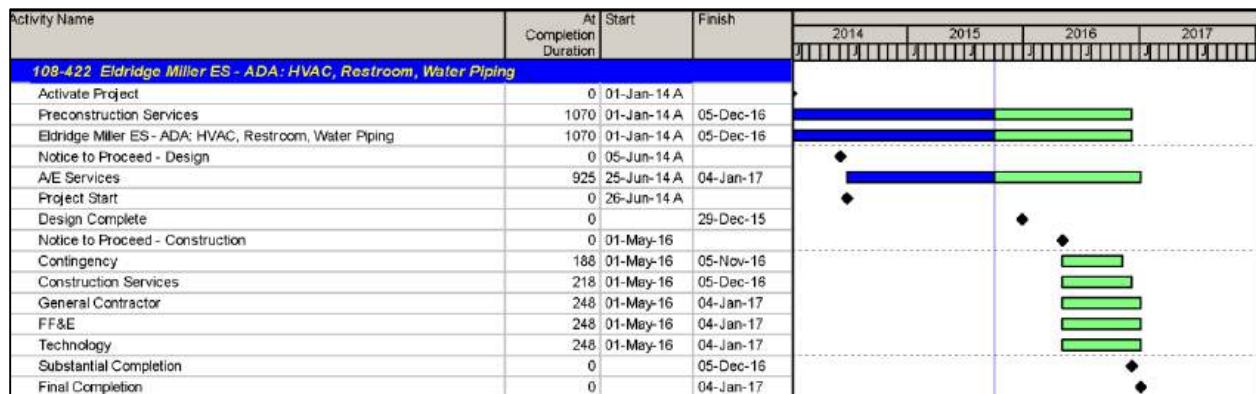 Activity Name At Completion Duration Start Finish
2014 2015 2016 2017
J J J J J J J
108-422 Eldridge Miller ES - ADA: HVAC, Restroom, Water Piping
Activate Project 0 01-Jan-14 A
Preconstruction Services 1070 01-Jan-14 A 05-Dec-16
Eldridge Miller ES - ADA: HVAC, Restroom, Water Piping 1070 01-Jan-14 A 05-Dec-16
Notice to Proceed - Design 0 05-Jun-14 A
A/E Services 925 25-Jun-14 A 04-Jan-17
Project Start 0 26-Jun-14 A
Design Complete 0 29-Dec-15
Notice to Proceed - Construction 0 01-May-16
Contingency 188 01-May-16 05-Nov-16
Construction Services 218 01-May-16 05-Dec-16
General Contractor 248 01-May-16 04-Jan-17
FF&E 248 01-May-16 04-Jan-17
Technology 248 01-May-16 04-Jan-17
Substantial Completion 0 05-Dec-16
Final Completion 0 04-Jan-17